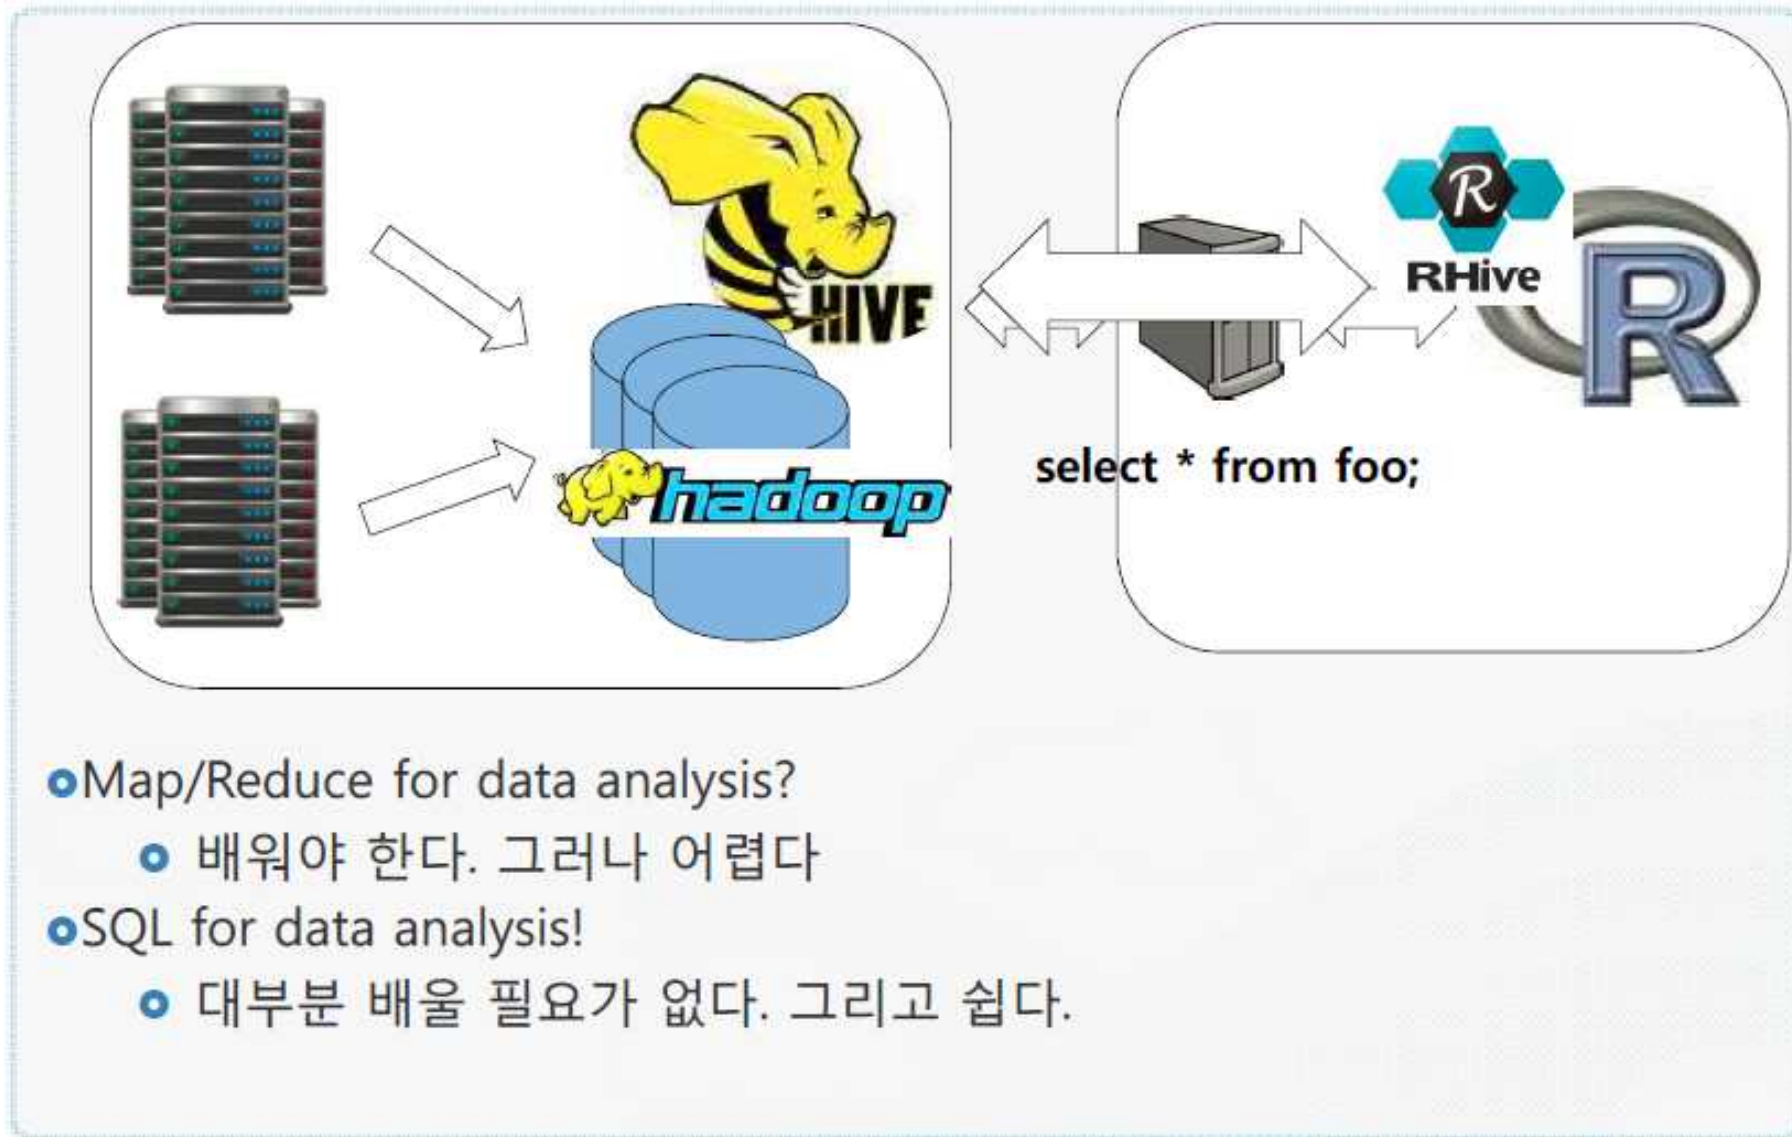 HIVE
hadoop
R
RHive
R
select * from foo;
Map/Reduce for data analysis?
배워야 한다. 그러나 어렵다
SQL for data analysis!
대부분 배울 필요가 없다. 그리고 쉽다.